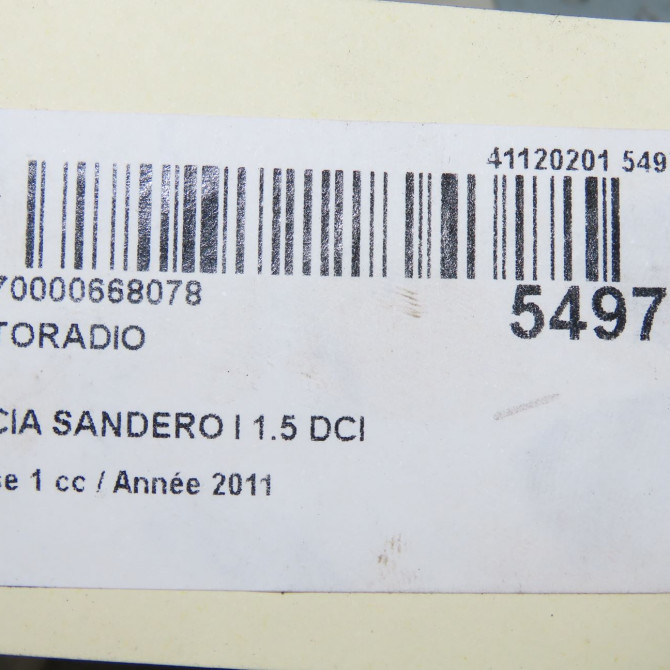 41120201 549
70000668078
5497
TORADIO
CIA SANDERO I 1.5 DCI
se 1 cc / Année 2011